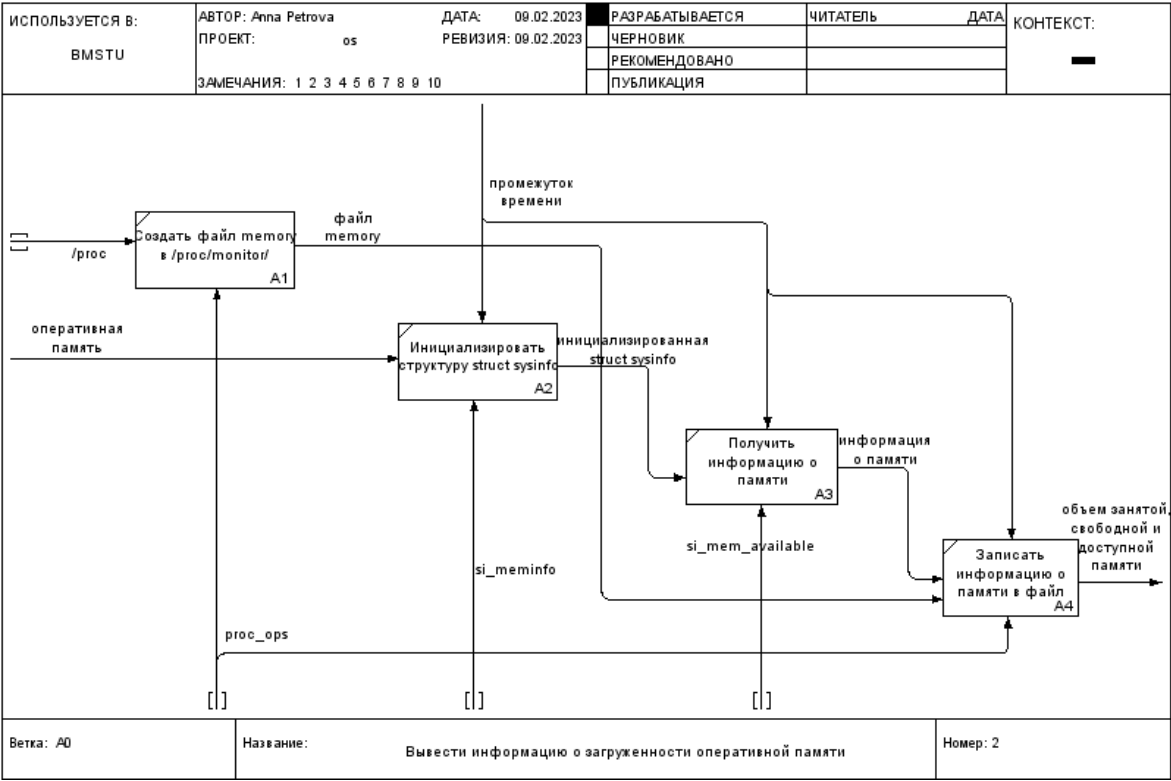 ИСПОЛЬЗУЕТСЯ В:
BMSTU
АВТОР: Anna Petrova
ДАТА: 09.02.2023
ПРОЕКТ: os
РЕВИЗИЯ: 09.02.2023
ЗАМЕЧАНИЯ: 1 2 3 4 5 6 7 8 9 10
РАЗРАБАТЫВАЕТСЯ
ЧЕРНОВИК
РЕКОМЕНДОВАНО
ПУБЛИКАЦИЯ
ЧИТАТЕЛЬ
ДАТА
КОНТЕКСТ:
промежуток
времени
/proc
Создать файл memory
в /proc/monitor/
A1
файл
memory
оперативная
память
Инициализировать
структуру struct sysinfo
A2
инициализированная
struct sysinfo
Получить
информацию о
памяти
A3
информация
о памяти
si_mem_available
si_meminfo
proc_ops
Записать
информацию о
памяти в файл
A4
объем занятой,
свободной и
доступной
памяти
Ветка: A0
Название:
Вывести информацию о загруженности оперативной памяти
Номер: 2